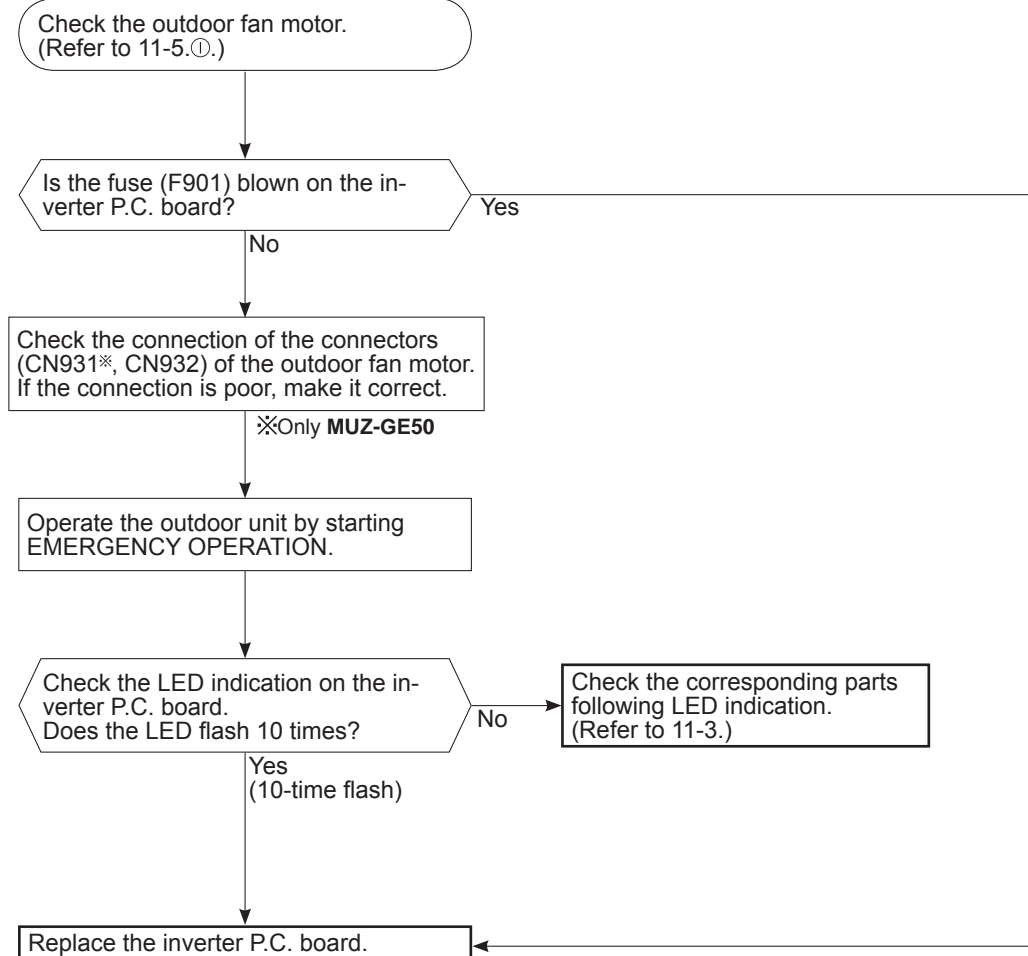 Check the outdoor fan motor.
(Refer to 11-5.Ⓘ.)
Is the fuse (F901) blown on the in-
verter P.C. board?
Yes
No
Check the connection of the connectors
(CN931※, CN932) of the outdoor fan motor.
If the connection is poor, make it correct.
※Only MUZ-GE50
Operate the outdoor unit by starting
EMERGENCY OPERATION.
Check the LED indication on the in-
verter P.C. board.
Does the LED flash 10 times?
No
Check the corresponding parts
following LED indication.
(Refer to 11-3.)
Yes
(10-time flash)
Replace the inverter P.C. board.